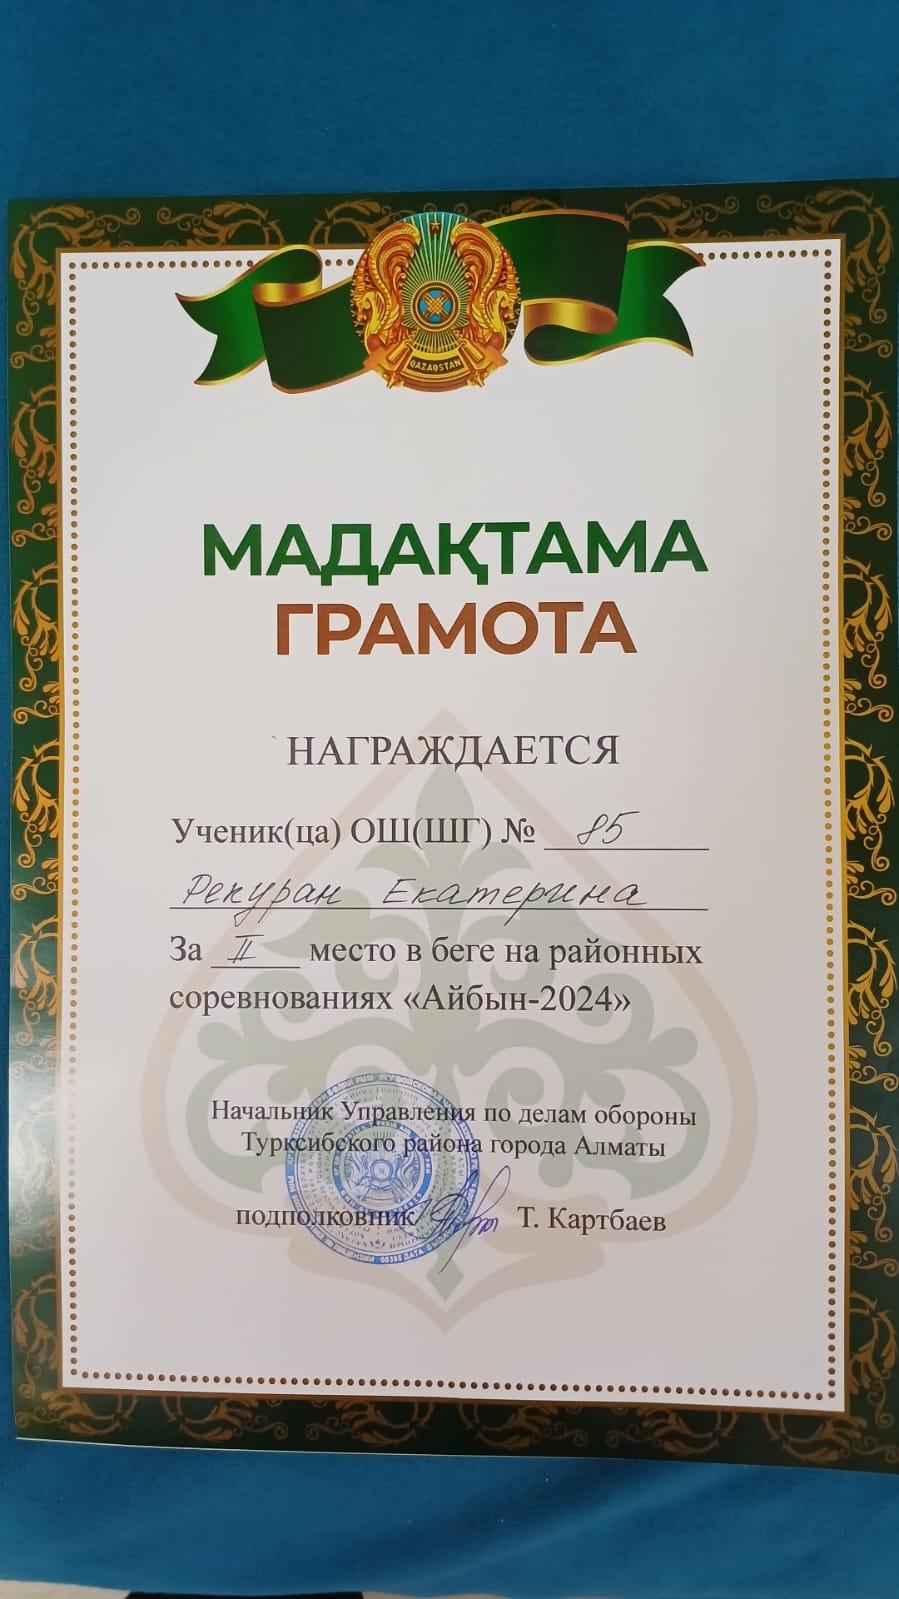 QAZAQSTAN
МАДАҚТАМА
ГРАМОТА
НАГРАЖДАЕТСЯ
Ученик(ца) ОШ(ШГ) № 85
Рекуран Екатерина
За II место в беге на районных
соревнованиях «Айбын-2024»
Начальник Управления по делам обороны
Турксибского района города Алматы
подполковник Т. Картбаев